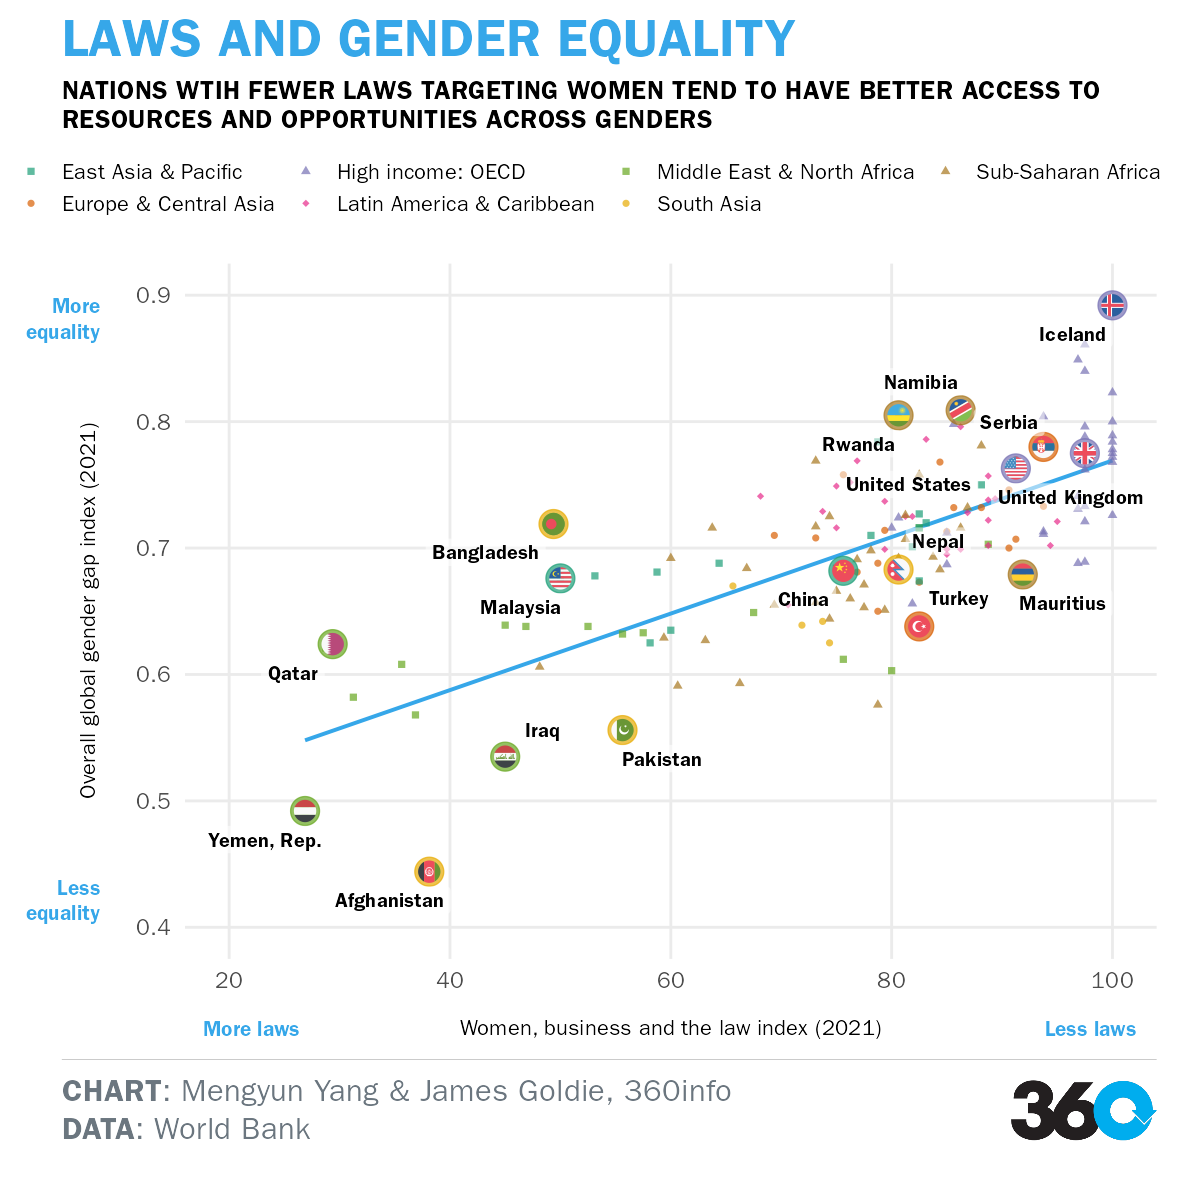 LAWS AND GENDER EQUALITY
NATIONS WTIH FEWER LAWS TARGETING WOMEN TEND TO HAVE BETTER ACCESS TO
RESOURCES AND OPPORTUNITIES ACROSS GENDERS
East Asia & Pacific
High income: OECD
Middle East & North Africa
Sub-Saharan Africa
Europe & Central Asia
Latin America & Caribbean
South Asia
More
equality
0.9
Iceland
Namibia
0.8
Serbia
Rwanda
United States
United Kingdom
Bangladesh
0.7
Nepal
Malaysia
China
Turkey
Mauritius
Qatar
0.6
Iraq
Pakistan
0.5
Yemen, Rep.
Less
equality
Afghanistan
0.4
Overall global gender gap index (2021)
20
40
60
80
100
More laws
Women, business and the law index (2021)
Less laws
CHART: Mengyun Yang & James Goldie, 360info
DATA: World Bank
360